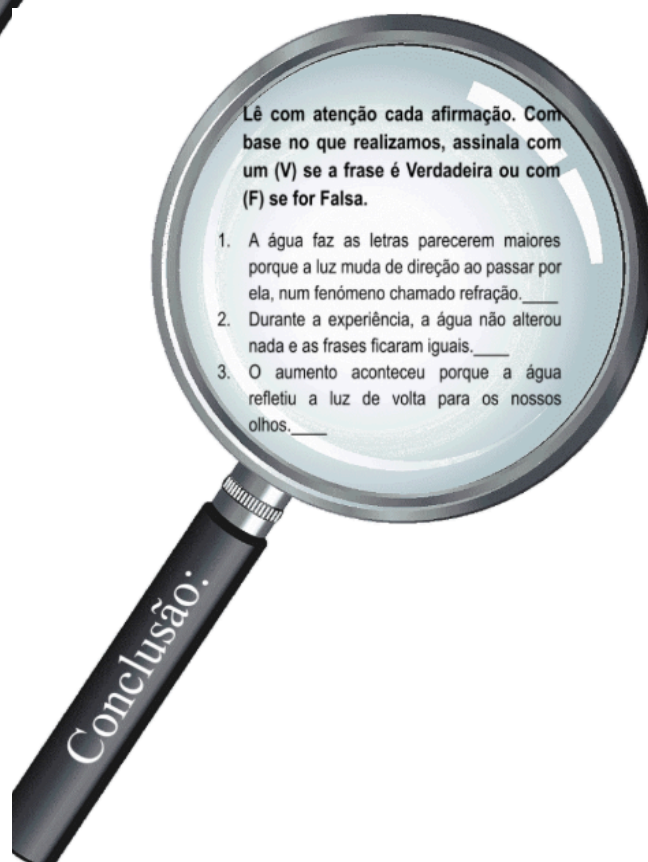 Lê com atenção cada afirmação. Com
base no que realizamos, assinala com
um (V) se a frase é Verdadeira ou com
(F) se for Falsa.
1. A água faz as letras parecerem maiores
porque a luz muda de direção ao passar por
ela, num fenómeno chamado refração.____
2. Durante a experiência, a água não alterou
nada e as frases ficaram iguais.____
3. O aumento aconteceu porque a água
refletiu a luz de volta para os nossos
olhos.____
Conclusão: